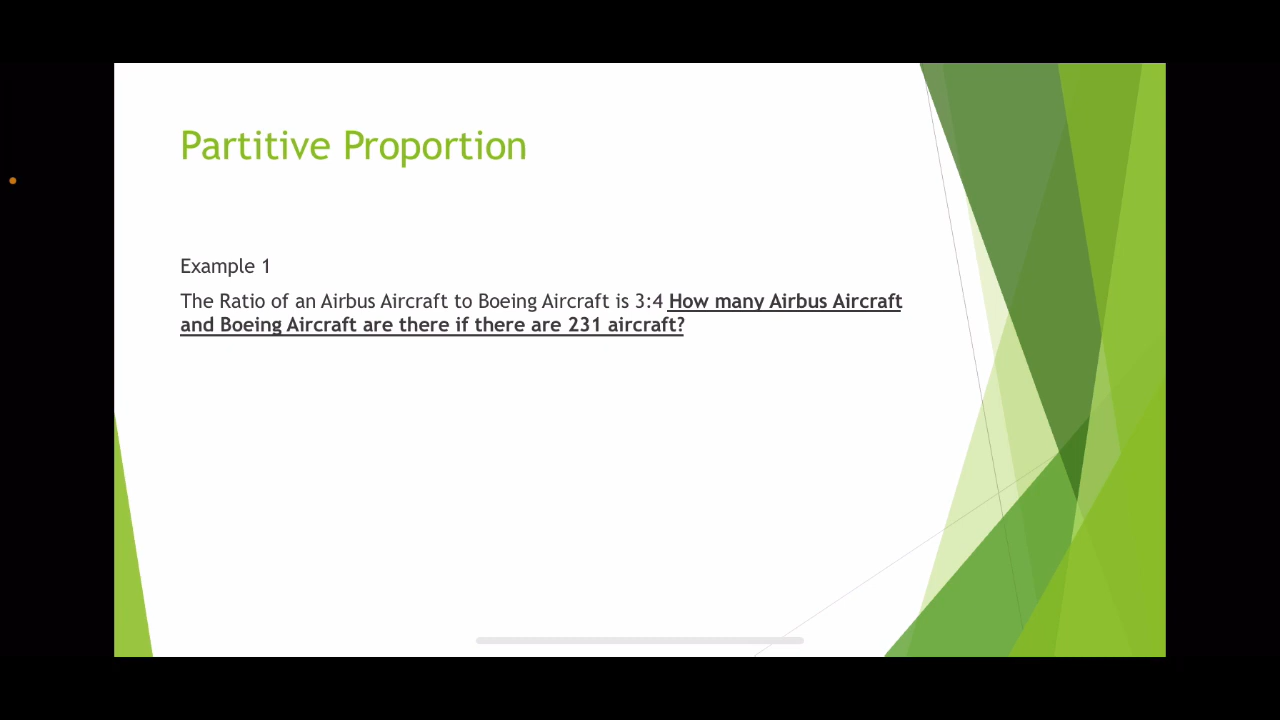 Partitive Proportion
Example 1
The Ratio of an Airbus Aircraft to Boeing Aircraft is 3:4 How many Airbus Aircraft
and Boeing Aircraft are there if there are 231 aircraft?